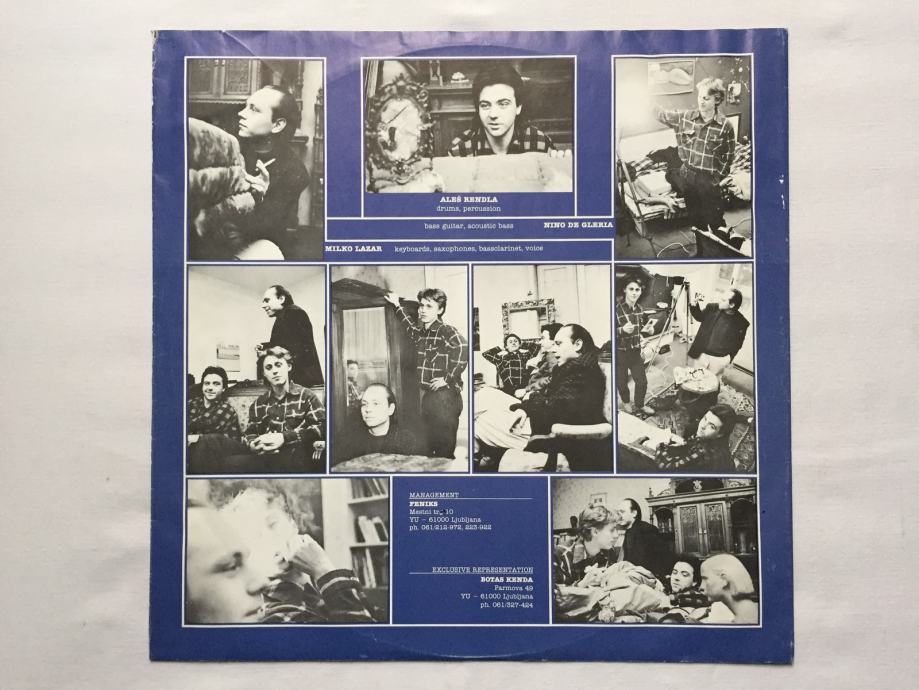 ALEŠ RENDLA
drums, percussion
bass guitar, acoustic bass NINO DE GLERIA
MILKO LAZAR keyboards, saxophones, bassclarinet, voice
MANAGEMENT
FENIKS
Mestni trg 10
YU – 61000 Ljubljana
ph. 061/212-972, 223-922
EXCLUSIVE REPRESENTATION
BOTAS KENDA
Parmova 49
YU – 61000 Ljubljana
ph. 061/327-424